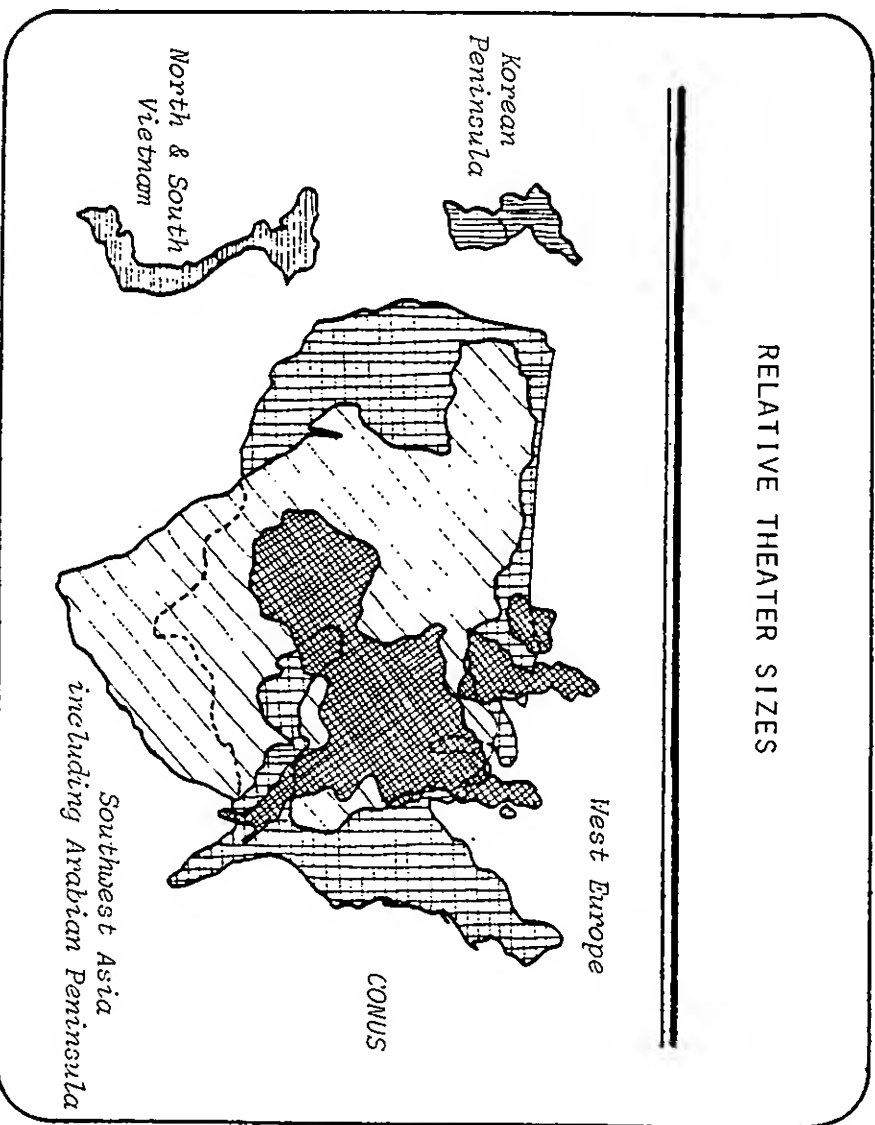 RELATIVE THEATER SIZES
Korean
Peninsula
West Europe
North & South
Vietnam
CONUS
Southwest Asia
including Arabian Peninsula